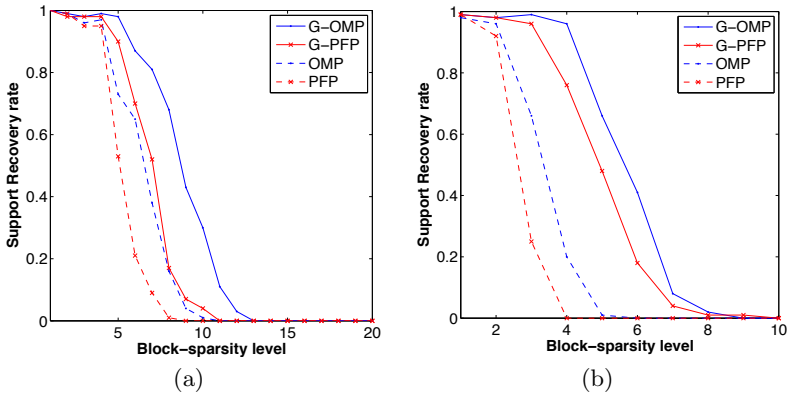 1
0.8
0.6
0.4
0.2
0
Support Recovery rate
5
10
15
20
Block-sparsity level
G-OMP
G-PFP
OMP
PFP
(a)
1
0.8
0.6
0.4
0.2
0
Support Recovery rate
2
4
6
8
10
Block-sparsity level
G-OMP
G-PFP
OMP
PFP
(b)